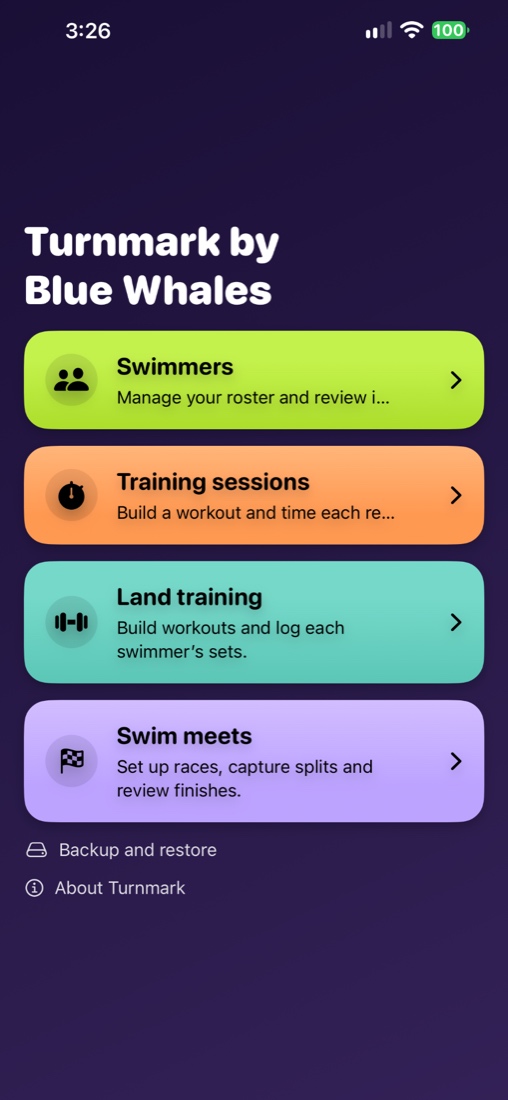 3:26
100
Turnmark by
Blue Whales
Swimmers
Manage your roster and review i...
Training sessions
Build a workout and time each re...
Land training
Build workouts and log each
swimmer's sets.
Swim meets
Set up races, capture splits and
review finishes.
Backup and restore
About Turnmark